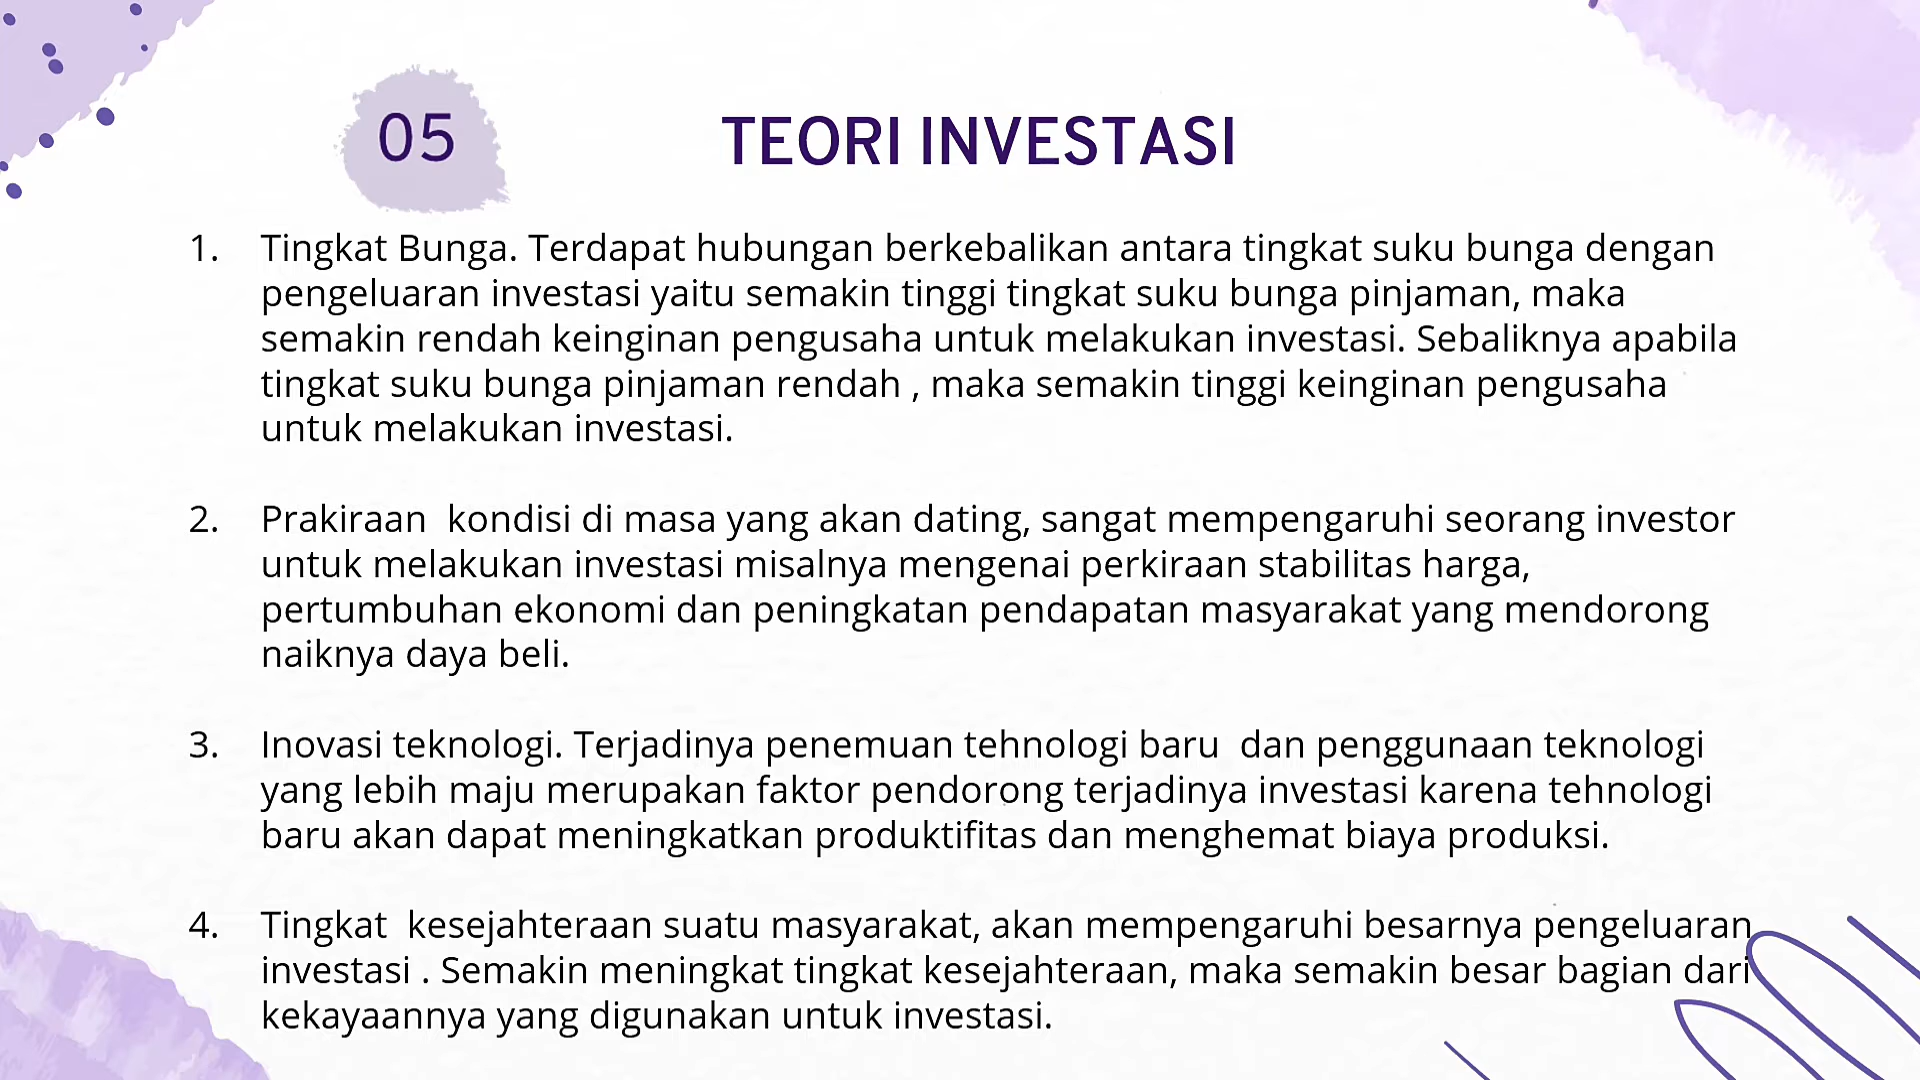 05
TEORI INVESTASI
1. Tingkat Bunga. Terdapat hubungan berkebalikan antara tingkat suku bunga dengan
pengeluaran investasi yaitu semakin tinggi tingkat suku bunga pinjaman, maka
semakin rendah keinginan pengusaha untuk melakukan investasi. Sebaliknya apabila
tingkat suku bunga pinjaman rendah , maka semakin tinggi keinginan pengusaha
untuk melakukan investasi.
2. Prakiraan  kondisi di masa yang akan dating, sangat mempengaruhi seorang investor
untuk melakukan investasi misalnya mengenai perkiraan stabilitas harga,
pertumbuhan ekonomi dan peningkatan pendapatan masyarakat yang mendorong
naiknya daya beli.
3. Inovasi teknologi. Terjadinya penemuan tehnologi baru  dan penggunaan teknologi
yang lebih maju merupakan faktor pendorong terjadinya investasi karena tehnologi
baru akan dapat meningkatkan produktifitas dan menghemat biaya produksi.
4. Tingkat  kesejahteraan suatu masyarakat, akan mempengaruhi besarnya pengeluaran
investasi . Semakin meningkat tingkat kesejahteraan, maka semakin besar bagian dari
kekayaannya yang digunakan untuk investasi.